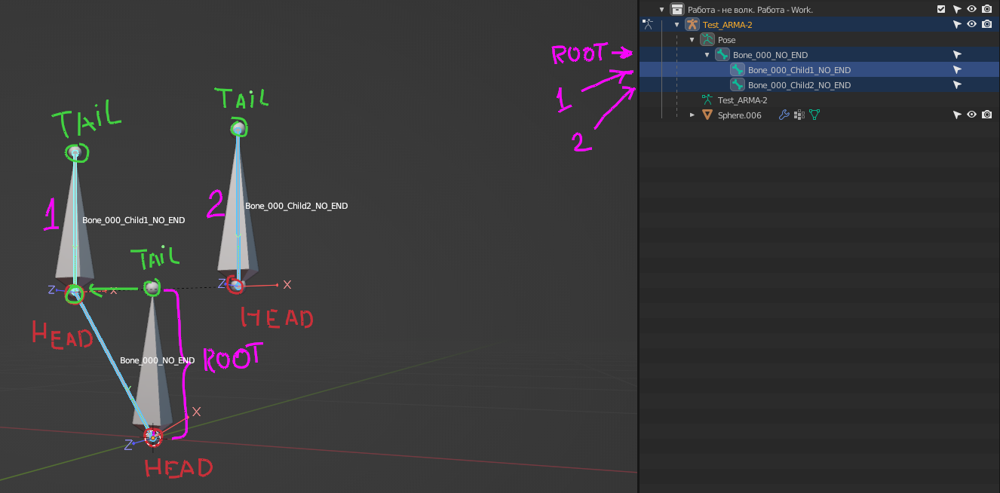 Работа - не волк. Работа - Work.
Test_ARMA-2
Pose
ROOT
Bone_000_NO_END
Bone_000_Child1_NO_END
Bone_000_Child2_NO_END
1
Test_ARMA-2
Sphere.006
2
TAiL
TAiL
1
Bone_000_Child1_NO_END
2
Bone_000_Child2_NO_END
TAiL
Z
X
Z
X
HEAD
HEAD
Bone_000_NO_END
ROOT
X
Z
HEAD